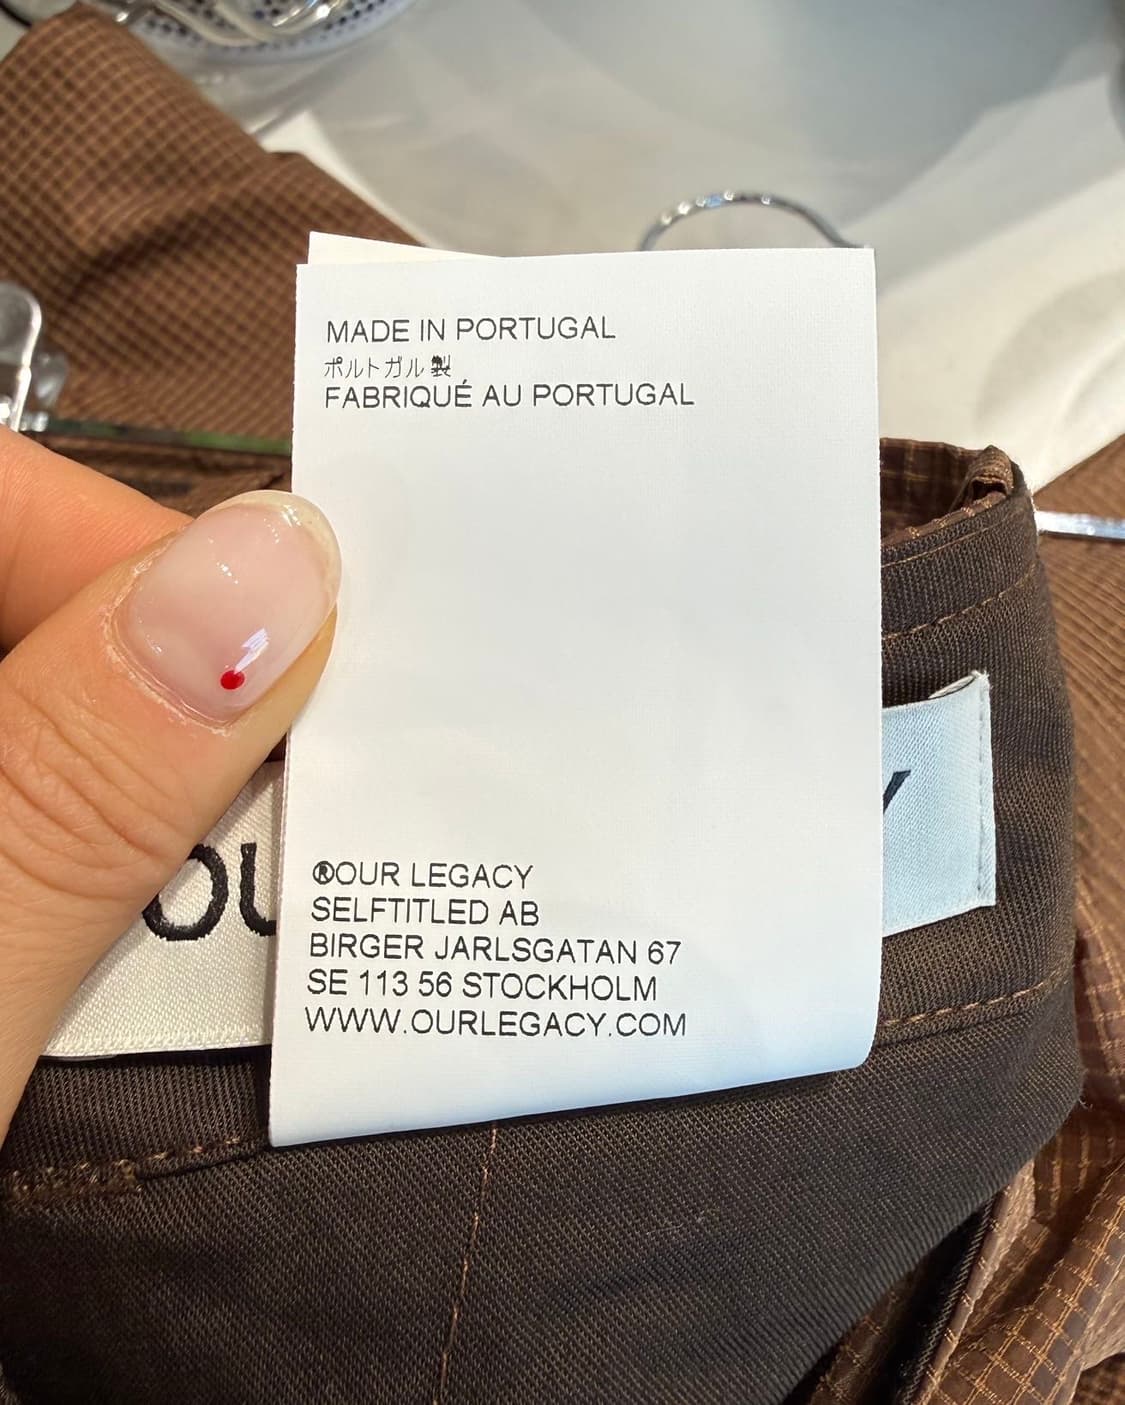 MADE IN PORTUGAL
ポルトガル製
FABRIQUÉ AU PORTUGAL
OU
Y
®OUR LEGACY
SELFTITLED AB
BIRGER JARLSGATAN 67
SE 113 56 STOCKHOLM
WWW.OURLEGACY.COM